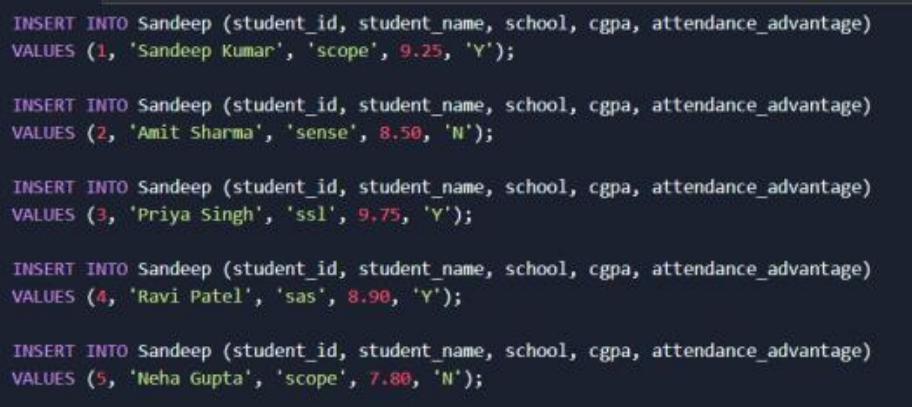 INSERT INTO Sandeep (student_id, student_name, school, cgpa, attendance_advantage)
VALUES (1, 'Sandeep Kumar', 'scope', 9.25, 'Y');
INSERT INTO Sandeep (student_id, student_name, school, cgpa, attendance_advantage)
VALUES (2, 'Amit Sharma', 'sense', 8.50, 'N');
INSERT INTO Sandeep (student_id, student_name, school, cgpa, attendance_advantage)
VALUES (3, 'Priya Singh', 'ssl', 9.75, 'Y');
INSERT INTO Sandeep (student_id, student_name, school, cgpa, attendance_advantage)
VALUES (4, 'Ravi Patel', 'sas', 8.90, 'Y');
INSERT INTO Sandeep (student_id, student_name, school, cgpa, attendance_advantage)
VALUES (5, 'Neha Gupta', 'scope', 7.80, 'N');